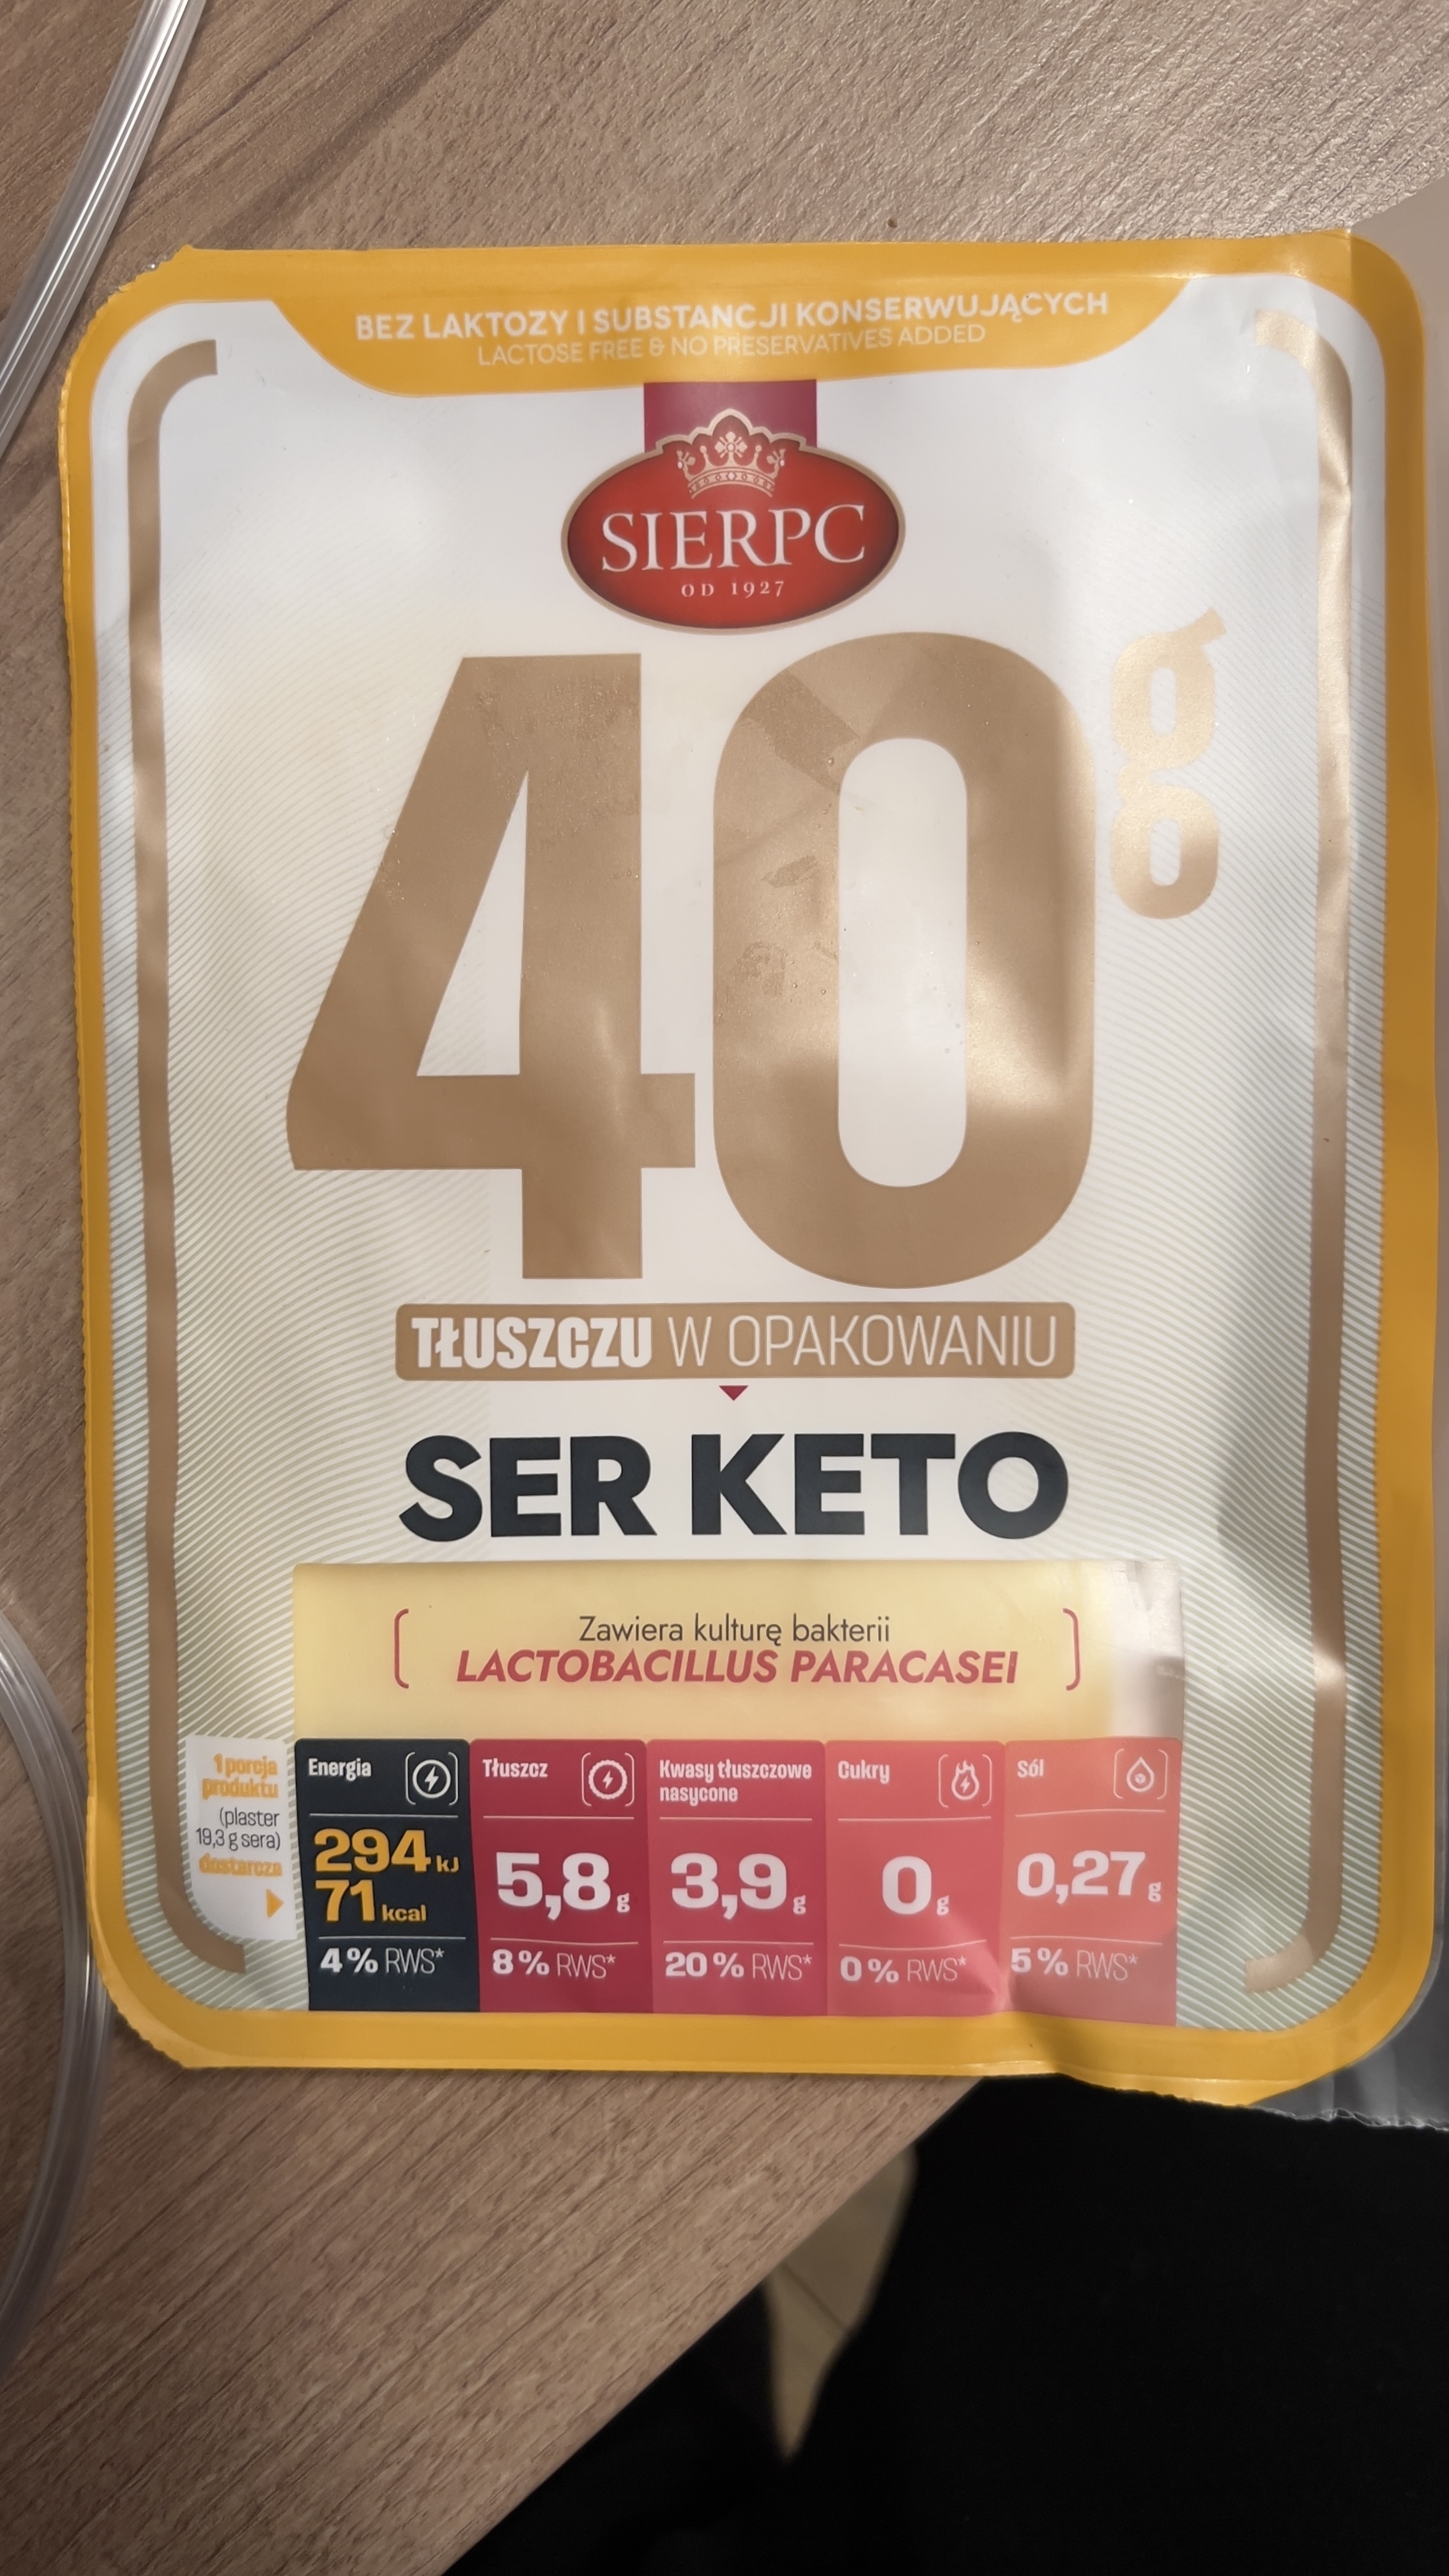 BEZ LAKTOZY I SUBSTANCJI KONSERWUJĄCYCH
LACTOSE FREE & NO PRESERVATIVES ADDED
SIERPC
OD 1927
40g
TŁUSZCZU W OPAKOWANIU
SER KETO
Zawiera kulturę bakterii
LACTOBACILLUS PARACASEI
1 porcja
produktu
(plaster
19,3 g sera)
dostarcza
Energia
294 kJ
71 kcal
4% RWS*
Tłuszcz
5,8 g
8% RWS*
Kwasy tłuszczowe
nasycone
3,9 g
20% RWS*
Cukry
0 g
0% RWS*
Sól
0,27 g
5% RWS*